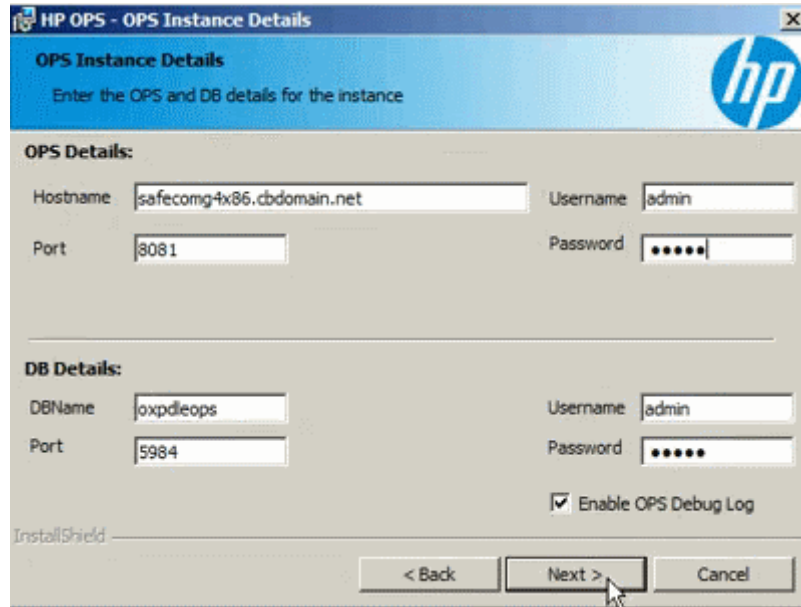 HP OPS - OPS Instance Details
OPS Instance Details
Enter the OPS and DB details for the instance
hp
OPS Details:
Hostname safecomg4x86.cbdomain.net Username admin
Port 8081 Password •••••
DB Details:
DBName oxpdleops Username admin
Port 5984 Password •••••
Enable OPS Debug Log
InstallShield
< Back Next > Cancel